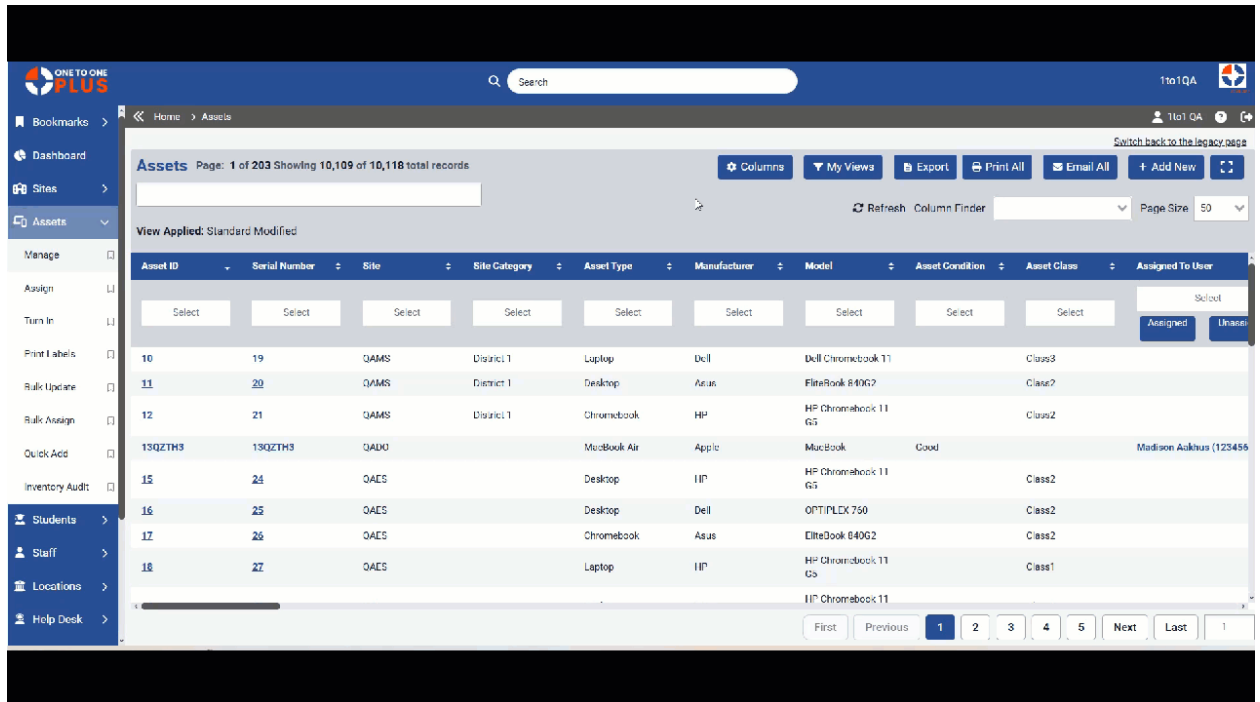 ONE TO ONE
PLUS
Search
1to1QA
Bookmarks
Home > Assets
1to1 QA
Switch back to the legacy page
Dashboard
Sites
Assets
Manage
Assign
Turn In
Print Labels
Bulk Update
Bulk Assign
Quick Add
Inventory Audit
Students
Staff
Locations
Help Desk
Assets Page: 1 of 203 Showing 10,109 of 10,118 total records
Columns My Views Export Print All Email All + Add New
Refresh Column Finder Page Size 50
View Applied: Standard Modified
Asset ID Serial Number Site Site Category Asset Type Manufacturer Model Asset Condition Asset Class Assigned To User
Select Select Select Select Select Select Select Select Select Select
Assigned Unassi
10 19 QAMS District 1 Laptop Dell Dell Chromebook 11 Class3
11 20 QAMS District 1 Desktop Asus EliteBook 840G2 Class2
12 21 QAMS District 1 Chromebook HP HP Chromebook 11
G5 Class2
13QZTH3 13QZTH3 QADO MacBook Air Apple MacBook Good Madison Aakhus (123456
15 24 QAES Desktop HP HP Chromebook 11
G5 Class2
16 25 QAES Desktop Dell OPTIPLEX 760 Class2
17 26 QAES Chromebook Asus EliteBook 840G2 Class2
18 27 QAES Laptop HP HP Chromebook 11
G5 Class1
HP Chromebook 11
First Previous 1 2 3 4 5 Next Last 1